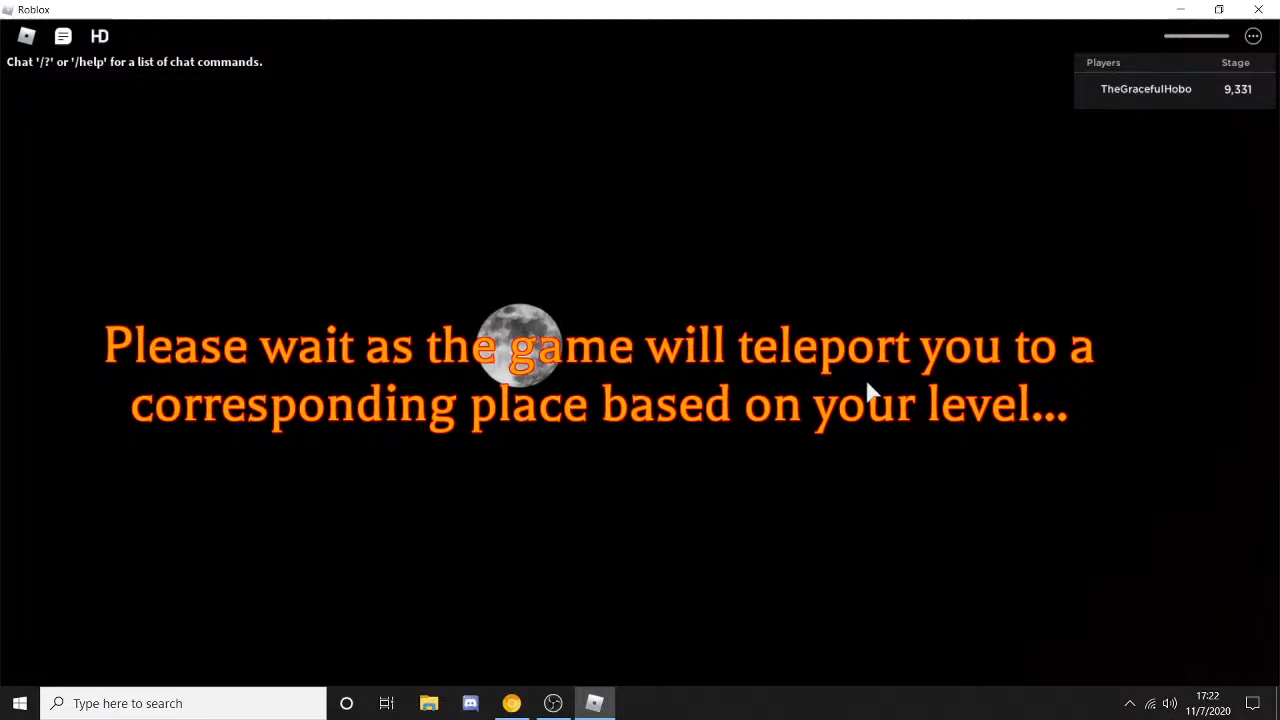 Roblox
HD
Chat '/?' or '/help' for a list of chat commands.
Players Stage
TheGracefulHobo 9,331
Please wait as the game will teleport you to a
corresponding place based on your level...
Type here to search
17:22
11/7/2020